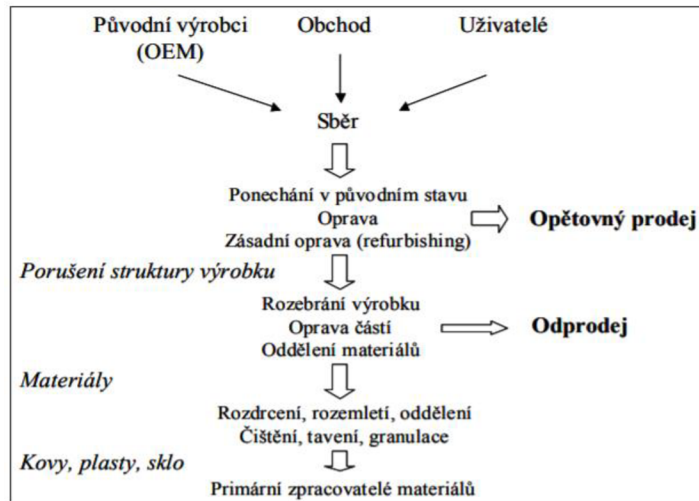 Původní výrobci
(OEM)
Obchod
Uživatelé
Sběr
Ponechání v původním stavu
Oprava
Zásadní oprava (refurbishing)
Opětovný prodej
Porušení struktury výrobku
Rozebrání výrobku
Oprava částí
Oddělení materiálů
Odprodej
Materiály
Rozdrcení, rozemletí, oddělení
Čištění, tavení, granulace
Kovy, plasty, sklo
Primární zpracovatelé materiálů